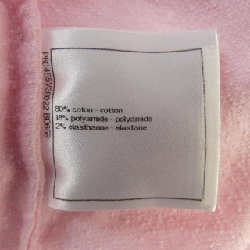 80% coton - cotton
18% polyamide - polyamide
2% elasthanne - elastane